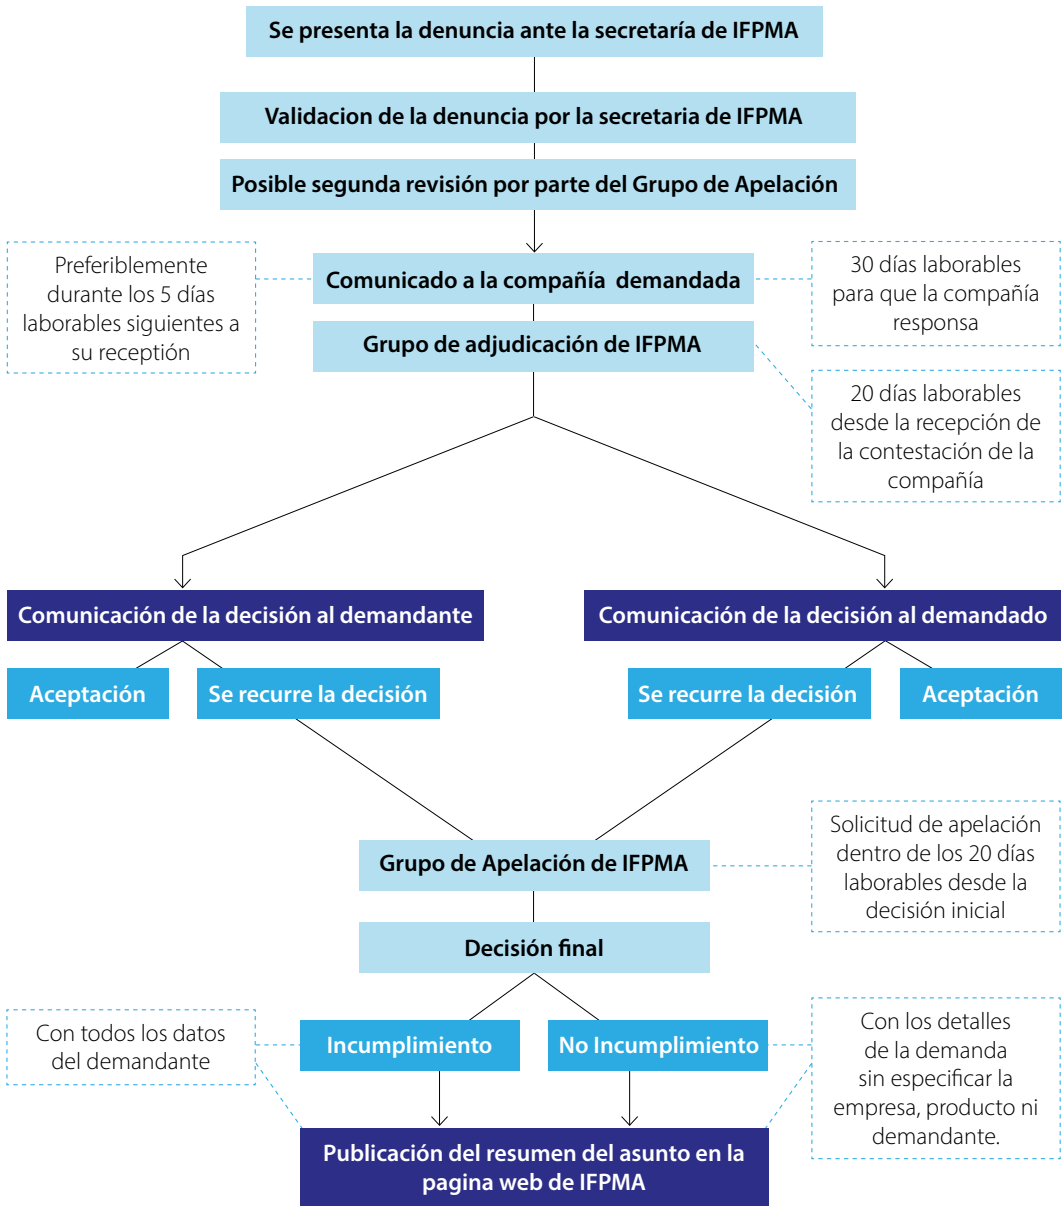 Se presenta la denuncia ante la secretaría de IFPMA
Validacion de la denuncia por la secretaria de IFPMA
Posible segunda revisión por parte del Grupo de Apelación
Preferiblemente
durante los 5 días
laborables siguientes a
su receptión
Comunicado a la compañía demandada
30 días laborables
para que la compañía
responsa
Grupo de adjudicación de IFPMA
20 días laborables
desde la recepción de
la contestación de la
compañía
Comunicación de la decisión al demandante
Comunicación de la decisión al demandado
Aceptación
Se recurre la decisión
Se recurre la decisión
Aceptación
Grupo de Apelación de IFPMA
Solicitud de apelación
dentro de los 20 días
laborables desde la
decisión inicial
Decisión final
Con todos los datos
del demandante
Incumplimiento
No Incumplimiento
Con los detalles
de la demanda
sin especificar la
empresa, producto ni
demandante.
Publicación del resumen del asunto en la
pagina web de IFPMA